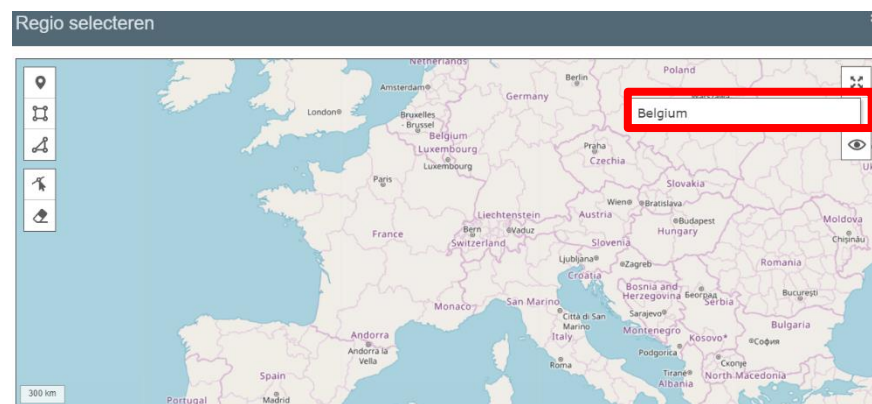 Regio selecteren
Netherlands
Berlin
Poland
Amsterdam
Germany
London
Belgium
Bruxelles
- Brussel
Belgium
Luxembourg
Luxembourg
Praha
Czechia
Paris
Slovakia
Wien
Bratislava
Liechtenstein
Austria
Budapest
Moldova
France
Bern
Vaduz
Hungary
Chișinău
Switzerland
Slovenia
Ljubljana
Zagreb
Romania
Croatia
Bosnia and
Herzegovina
Београд
București
Monaco
San Marino
Serbia
Città di San
Marino
Sarajevo
Montenegro
Bulgaria
Andorra
Italy
Kosovo*
София
Andorra la
Vella
Podgorica
Roma
Скопје
Spain
Tirane
North Macedonia
300 km
Albania
Portugal
Madrid